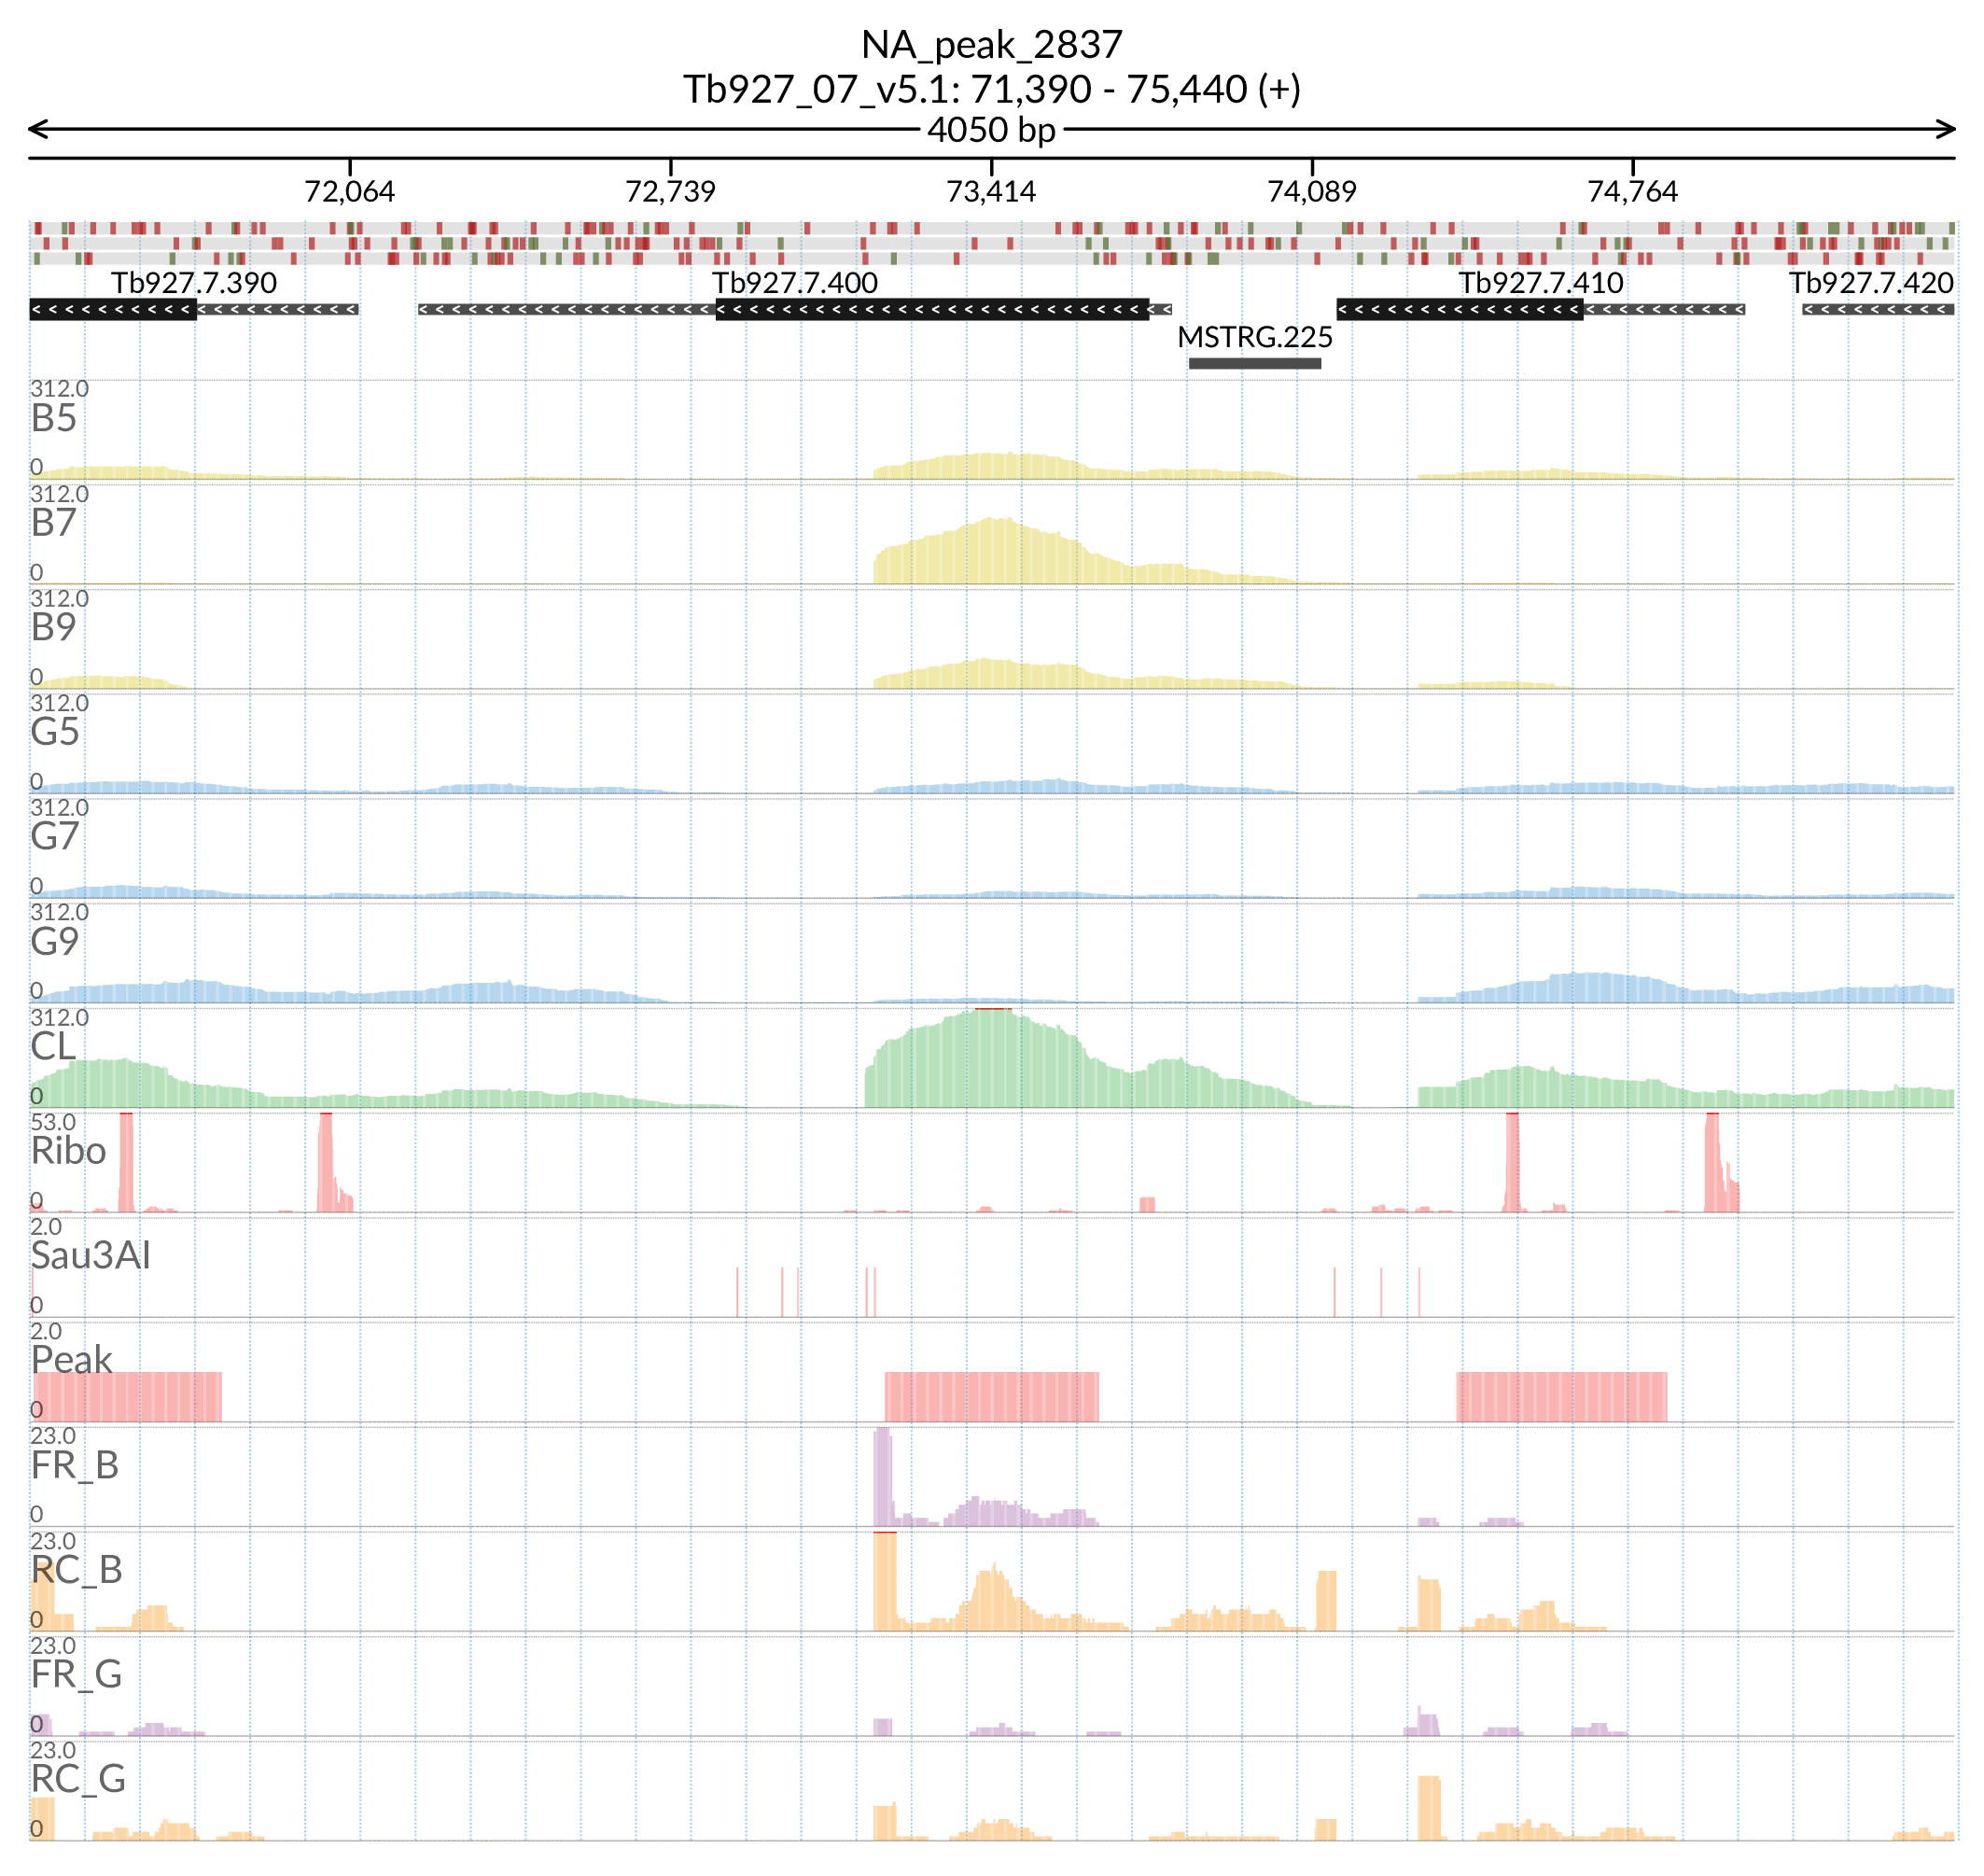 NA_peak_2837
Tb927_07_v5.1: 71,390 - 75,440 (+)
4050 bp
72,064 72,739 73,414 74,089 74,764
Tb927.7.390 Tb927.7.400 Tb927.7.410 Tb927.7.420
MSTRG.225
312.0
B5
0
312.0
B7
0
312.0
B9
0
312.0
G5
0
312.0
G7
0
312.0
G9
0
312.0
CL
0
53.0
Ribo
0
2.0
Sau3AI
0
2.0
Peak
0
23.0
FR_B
0
23.0
RC_B
0
23.0
FR_G
0
23.0
RC_G
0